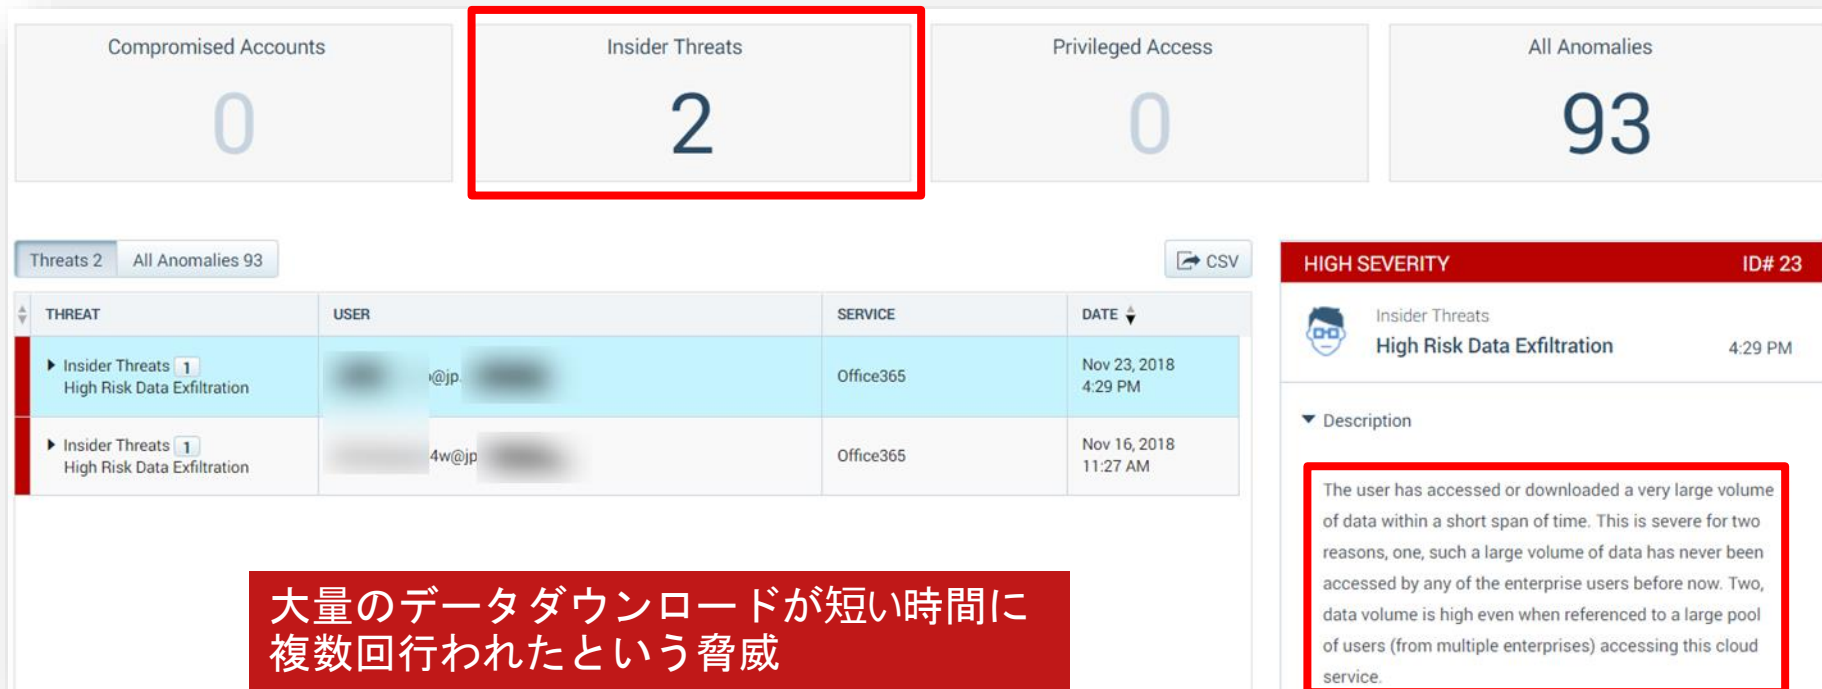 Compromised Accounts
0
Insider Threats
2
Privileged Access
0
All Anomalies
93
Threats 2
All Anomalies 93
CSV
THREAT
USER
SERVICE
DATE
Insider Threats 1
High Risk Data Exfiltration
@jp.
Office365
Nov 23, 2018
4:29 PM
Insider Threats 1
High Risk Data Exfiltration
4w@jp
Office365
Nov 16, 2018
11:27 AM
大量のデータダウンロードが短い時間に
複数回行われたという脅威
HIGH SEVERITY
ID# 23
Insider Threats
High Risk Data Exfiltration
4:29 PM
Description
The user has accessed or downloaded a very large volume
of data within a short span of time. This is severe for two
reasons, one, such a large volume of data has never been
accessed by any of the enterprise users before now. Two,
data volume is high even when referenced to a large pool
of users (from multiple enterprises) accessing this cloud
service.